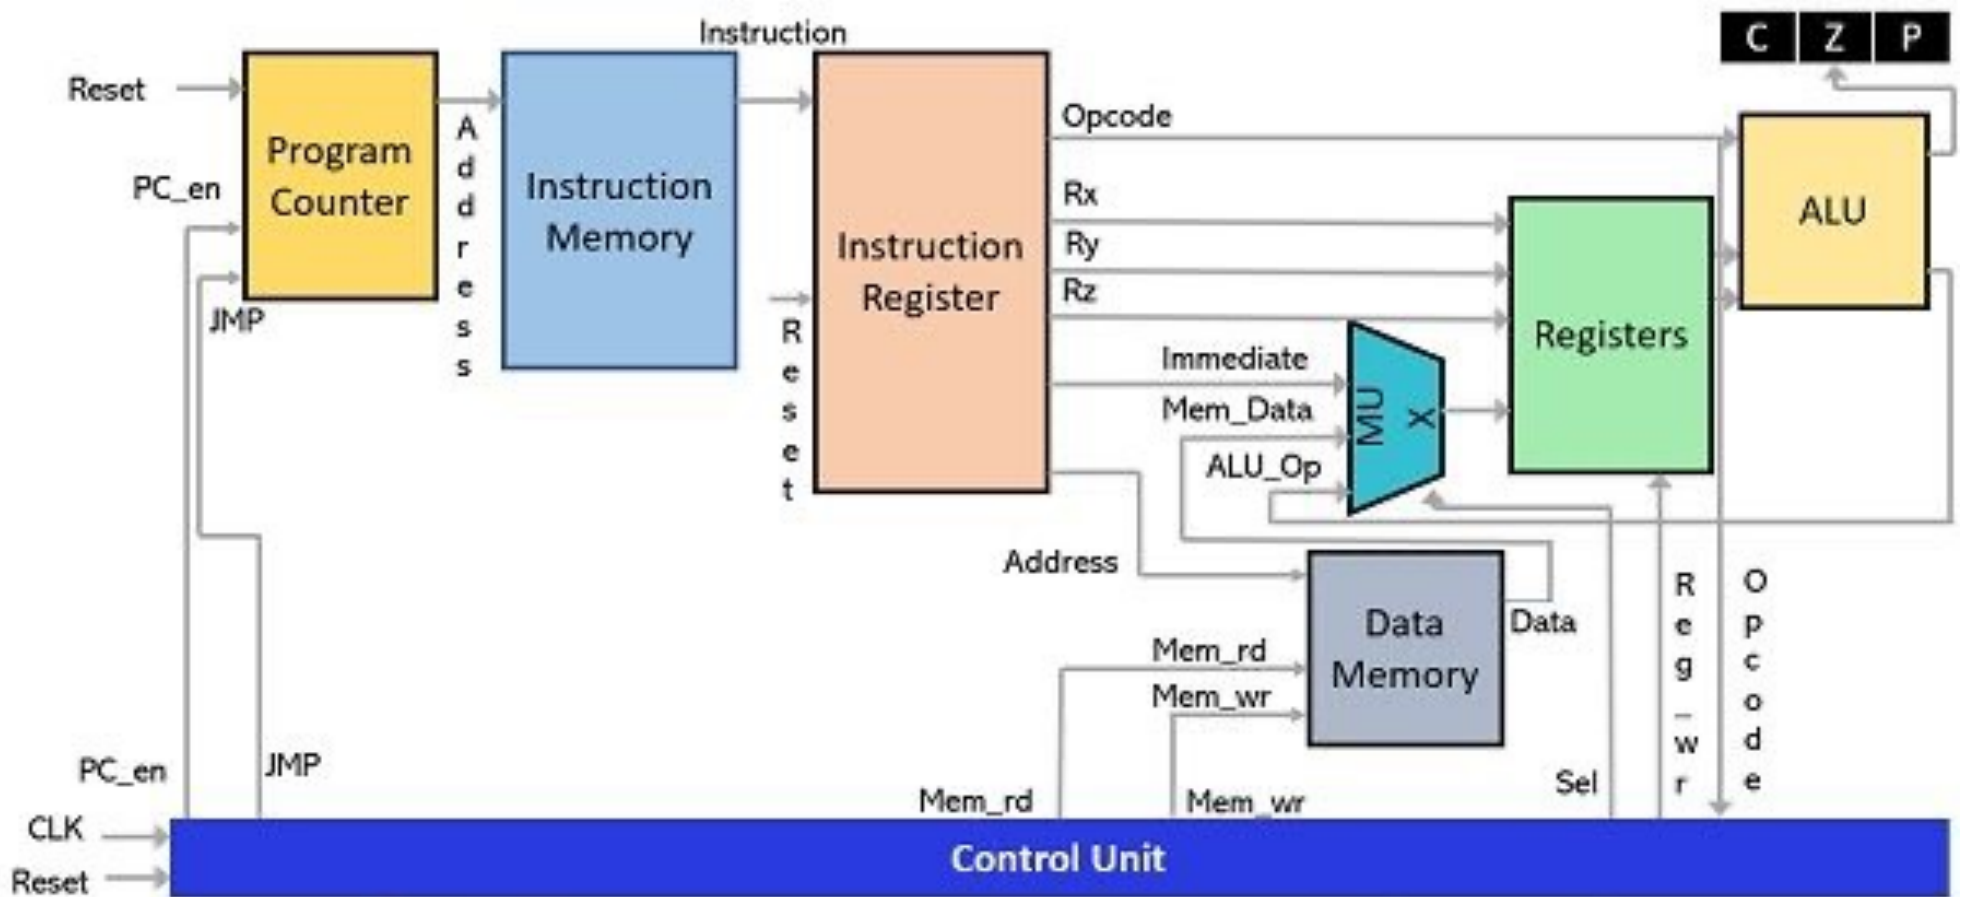 Instruction
C Z P
Reset
Program
Counter
Address
Instruction
Memory
Reset
Instruction
Register
Opcode
Rx
Ry
Rz
Immediate
Mem_Data
ALU_Op
MU
X
Registers
ALU
PC_en
JMP
Address
Data
Memory
Data
Mem_rd
Mem_wr
Reg_wr
Opcode
PC_en
JMP
Mem_rd
Mem_wr
Sel
CLK
Reset
Control Unit